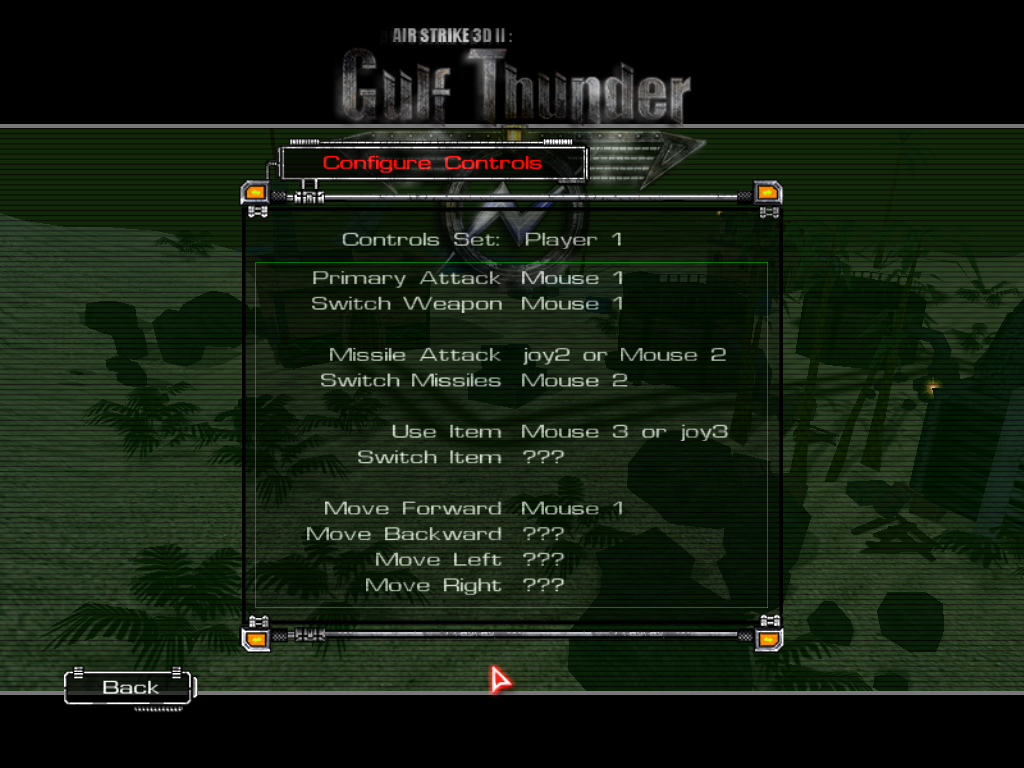 AIR STRIKE 3D II :
Gulf Thunder
Configure Controls
Controls Set: Player 1
Primary Attack Mouse 1
Switch Weapon Mouse 1
Missile Attack joy2 or Mouse 2
Switch Missiles Mouse 2
Use Item Mouse 3 or joy3
Switch Item ???
Move Forward Mouse 1
Move Backward ???
Move Left ???
Move Right ???
Back